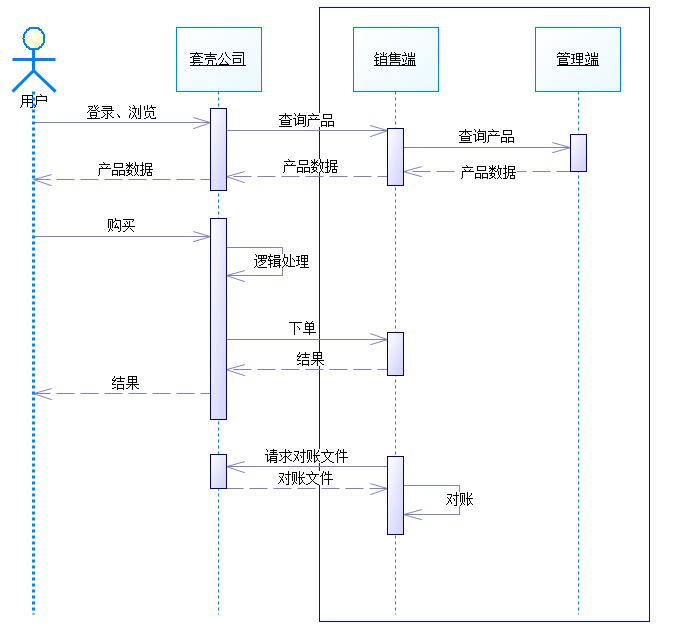 套壳公司
销售端
管理端
用户
登录、浏览
查询产品
查询产品
产品数据
产品数据
产品数据
购买
逻辑处理
下单
结果
结果
请求对账文件
对账文件
对账